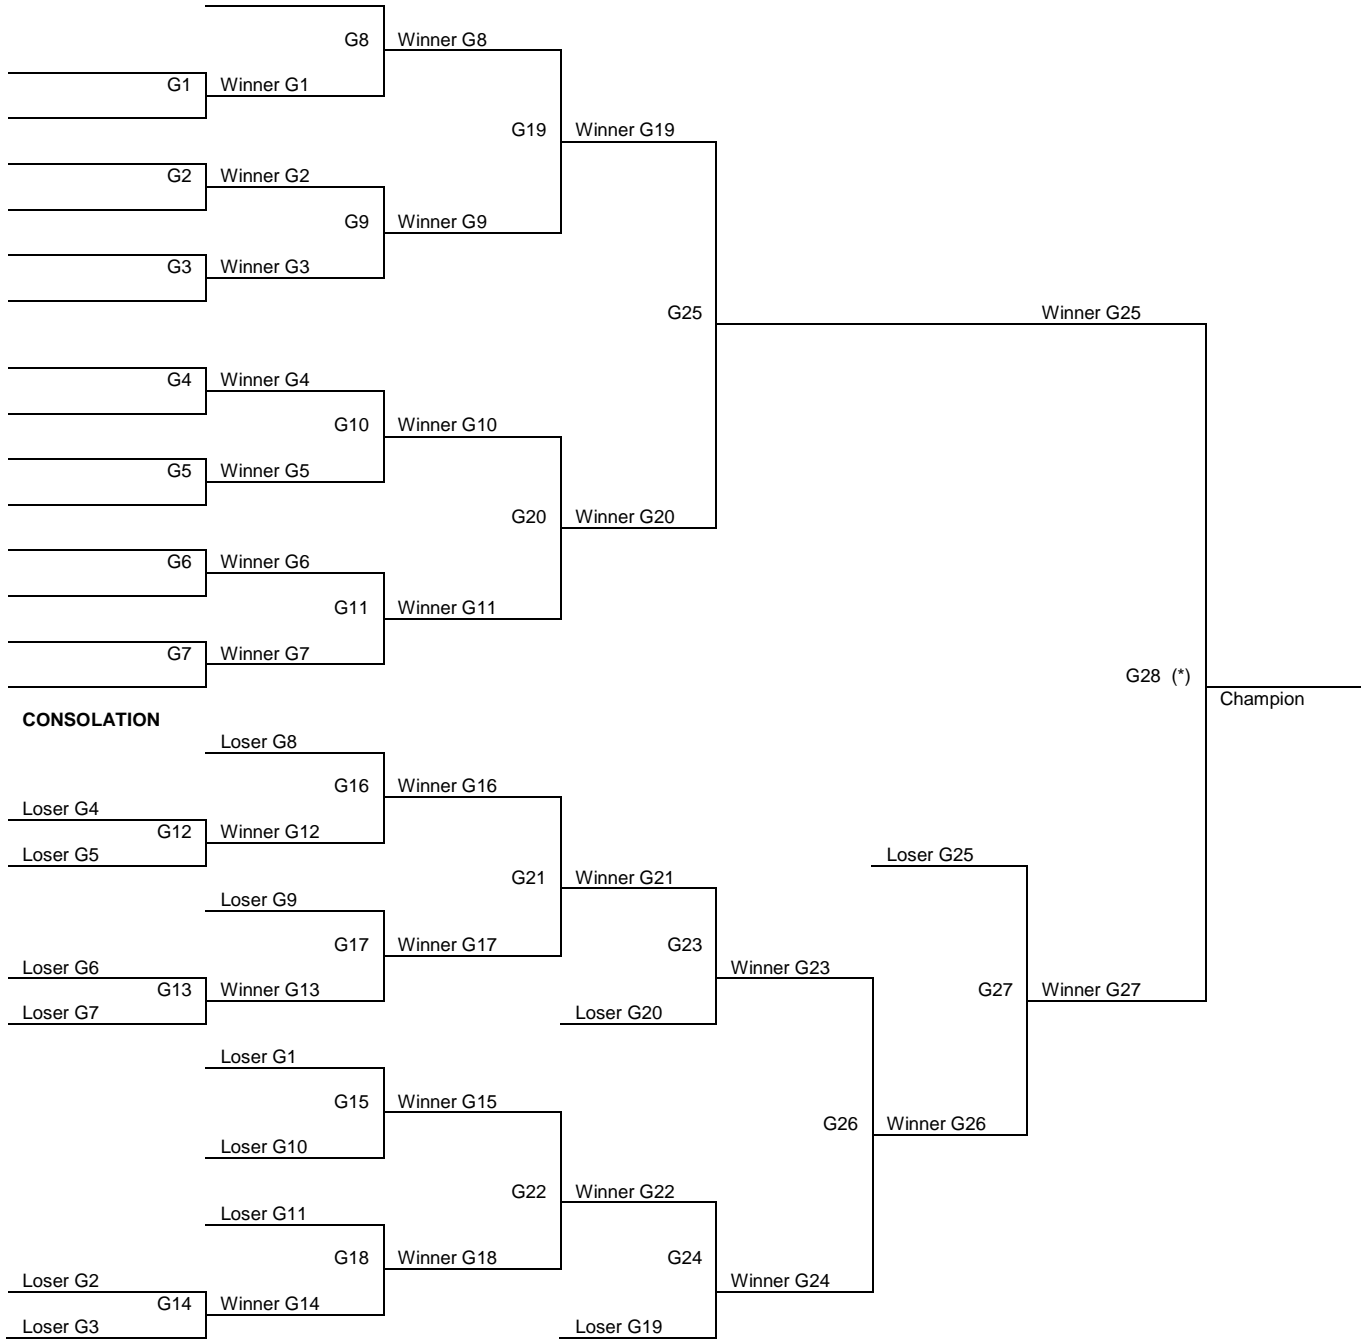 G8 Winner G8
G1 Winner G1
G19 Winner G19
G2 Winner G2
G9 Winner G9
G3 Winner G3
G25 Winner G25
G4 Winner G4
G10 Winner G10
G5 Winner G5
G20 Winner G20
G6 Winner G6
G11 Winner G11
G7 Winner G7
G28 (*)
Champion
CONSOLATION
Loser G8
G16 Winner G16
Loser G4
G12 Winner G12
Loser G5
Loser G25
G21 Winner G21
Loser G9
G17 Winner G17
G23
Loser G6
Winner G23
G13 Winner G13
G27 Winner G27
Loser G7
Loser G20
Loser G1
G15 Winner G15
G26 Winner G26
Loser G10
G22 Winner G22
Loser G11
G18 Winner G18
G24
Loser G2
Winner G24
G14 Winner G14
Loser G3
Loser G19